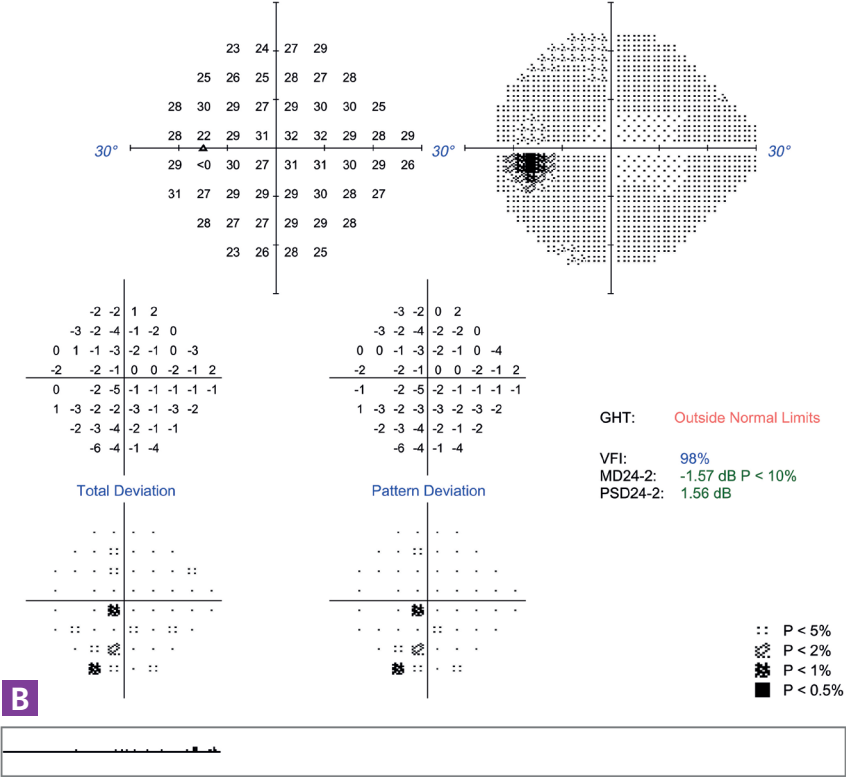 23 24 27 29
25 26 25 28 27 28
28 30 29 27 29 30 30 25
28 22 29 31 32 32 29 28 29
30° 30° 30°
29 <0 30 27 31 31 30 29 26
31 27 29 29 29 30 28 27
28 27 27 29 29 28
23 26 28 25
-2 -2 1 2
-3 -2 -4 -1 -2 0
0 1 -1 -3 -2 -1 0 -3
-2 -2 -1 0 0 -2 -1 2
0 -2 -5 -1 -1 -1 -1 -1
1 -3 -2 -2 -3 -1 -3 -2
-2 -3 -4 -2 -1 -1
-6 -4 -1 -4
Total Deviation
-3 -2 0 2
-3 -2 -4 -2 -2 0
0 0 -1 -3 -2 -1 0 -4
-2 -2 -1 0 0 -2 -1 2
-1 -2 -5 -2 -1 -1 -1 -1
1 -3 -3 -2 -3 -2 -3 -2
-2 -3 -4 -2 -1 -2
-6 -4 -1 -4
Pattern Deviation
GHT: Outside Normal Limits
VFI: 98%
MD24-2: -1.57 dB P < 10%
PSD24-2: 1.56 dB
P < 5%
P < 2%
P < 1%
P < 0.5%
B